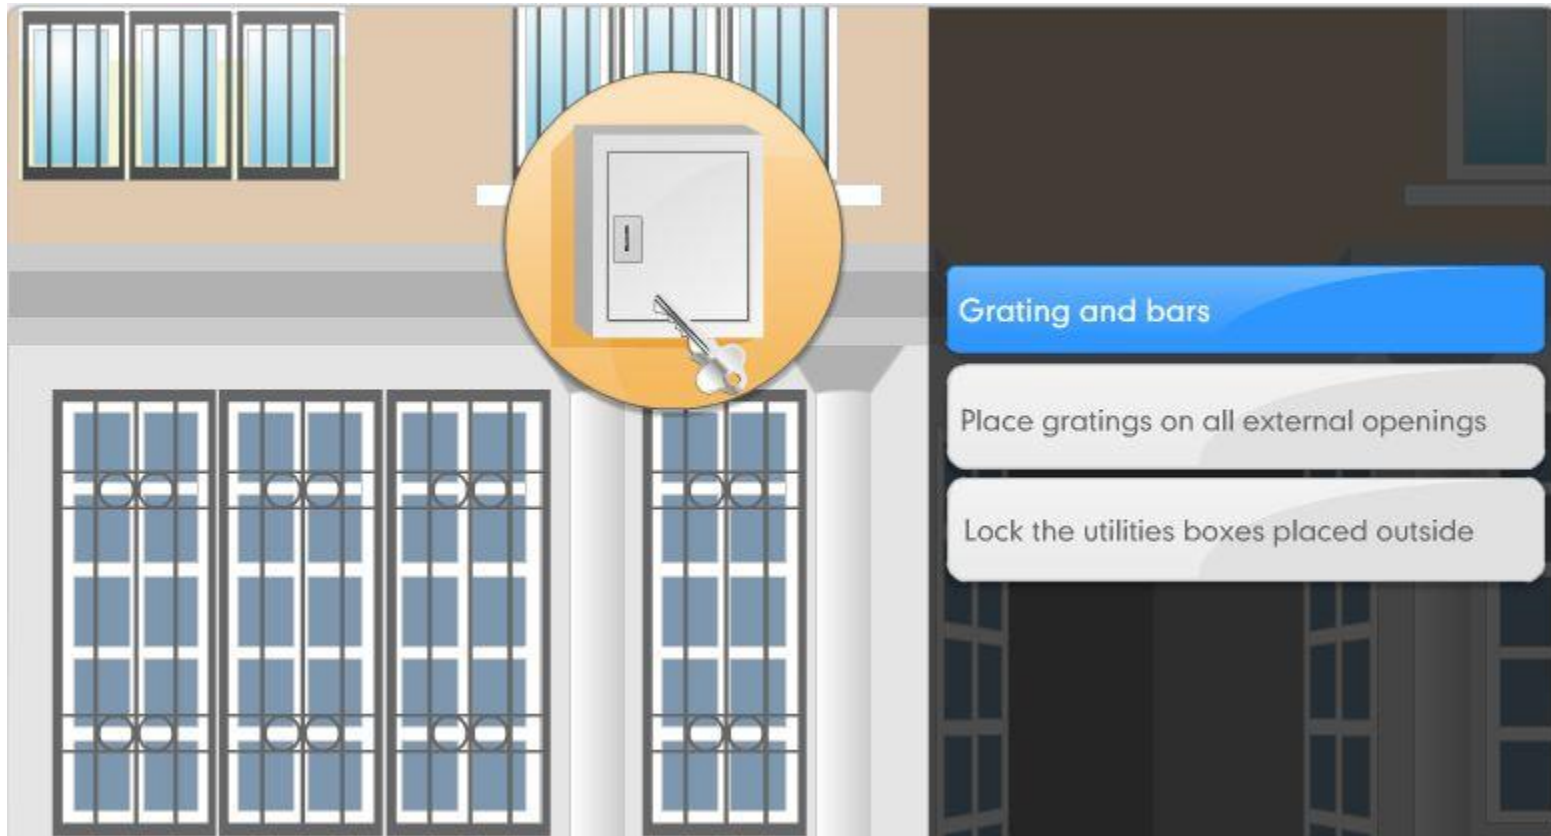 Grating and bars
Place gratings on all external openings
Lock the utilities boxes placed outside